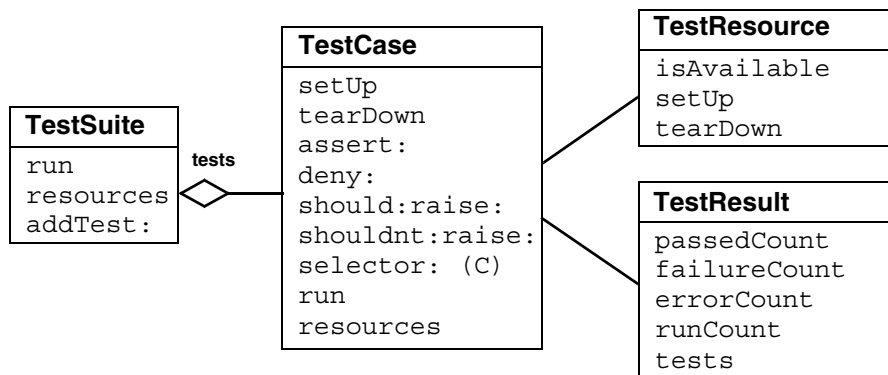 TestSuite
run
resources
addTest:
tests
TestCase
setUp
tearDown
assert:
deny:
should:raise:
shouldnt:raise:
selector: (C)
run
resources
TestResource
isAvailable
setUp
tearDown
TestResult
passedCount
failureCount
errorCount
runCount
tests